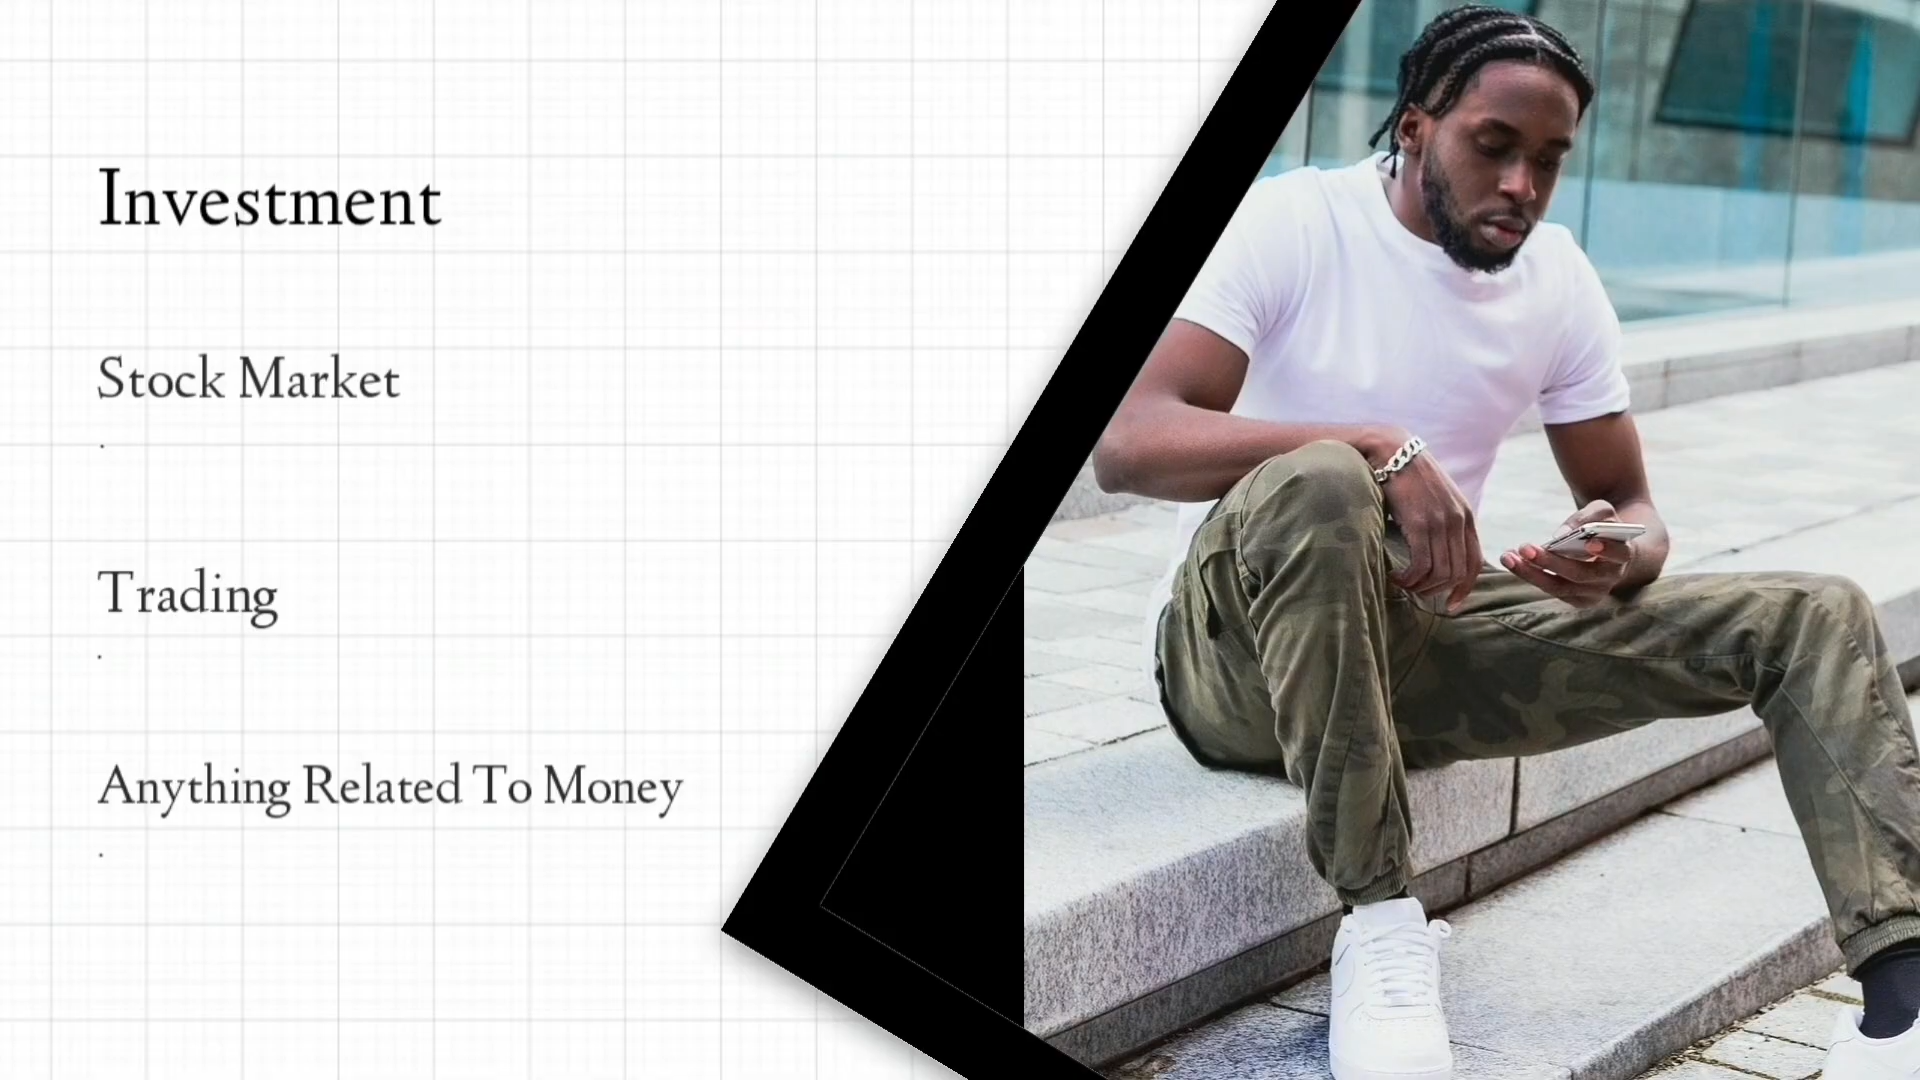 Investment
Stock Market
.
Trading
.
Anything Related To Money
.